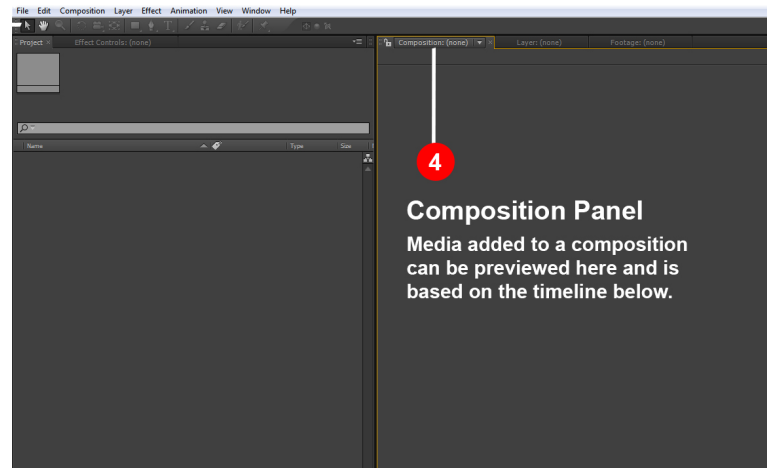 File Edit Composition Layer Effect Animation View Window Help
Project × Effect Controls: (none)
Composition: (none) × Layer: (none) Footage: (none)
Name Type Size
4
Composition Panel
Media added to a composition
can be previewed here and is
based on the timeline below.